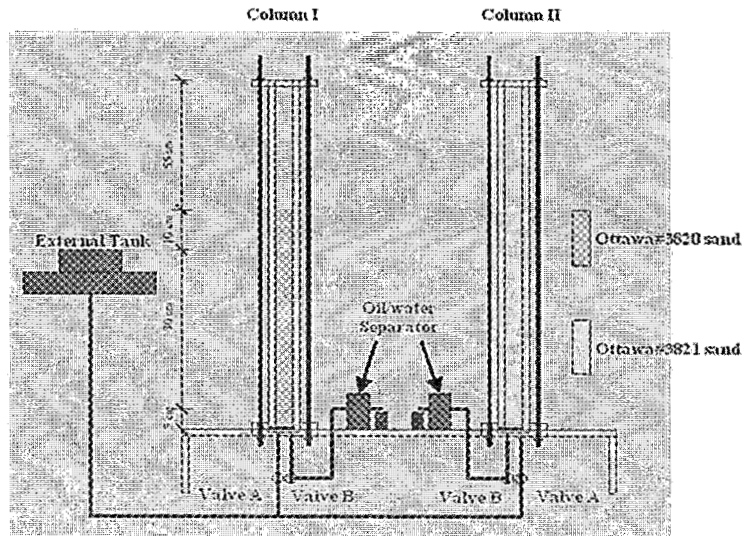 Column I
Column II
External Tank
Oil/water
Separator
Ottawa#3820 sand
Ottawa#3821 sand
Valve A
Valve B
Valve B
Valve A